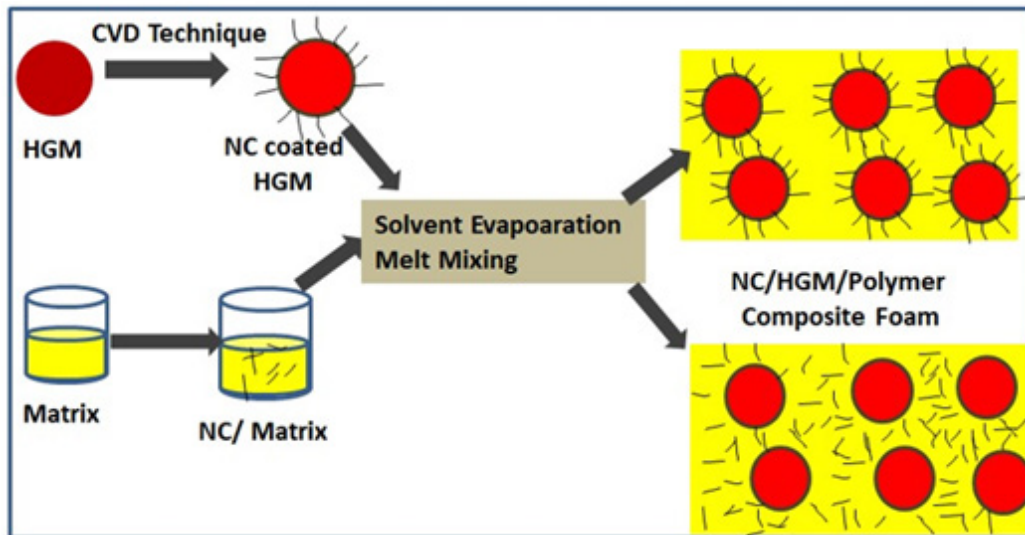 CVD Technique
HGM
NC coated
HGM
Solvent Evapoaration
Melt Mixing
NC/HGM/Polymer
Composite Foam
Matrix
NC/ Matrix